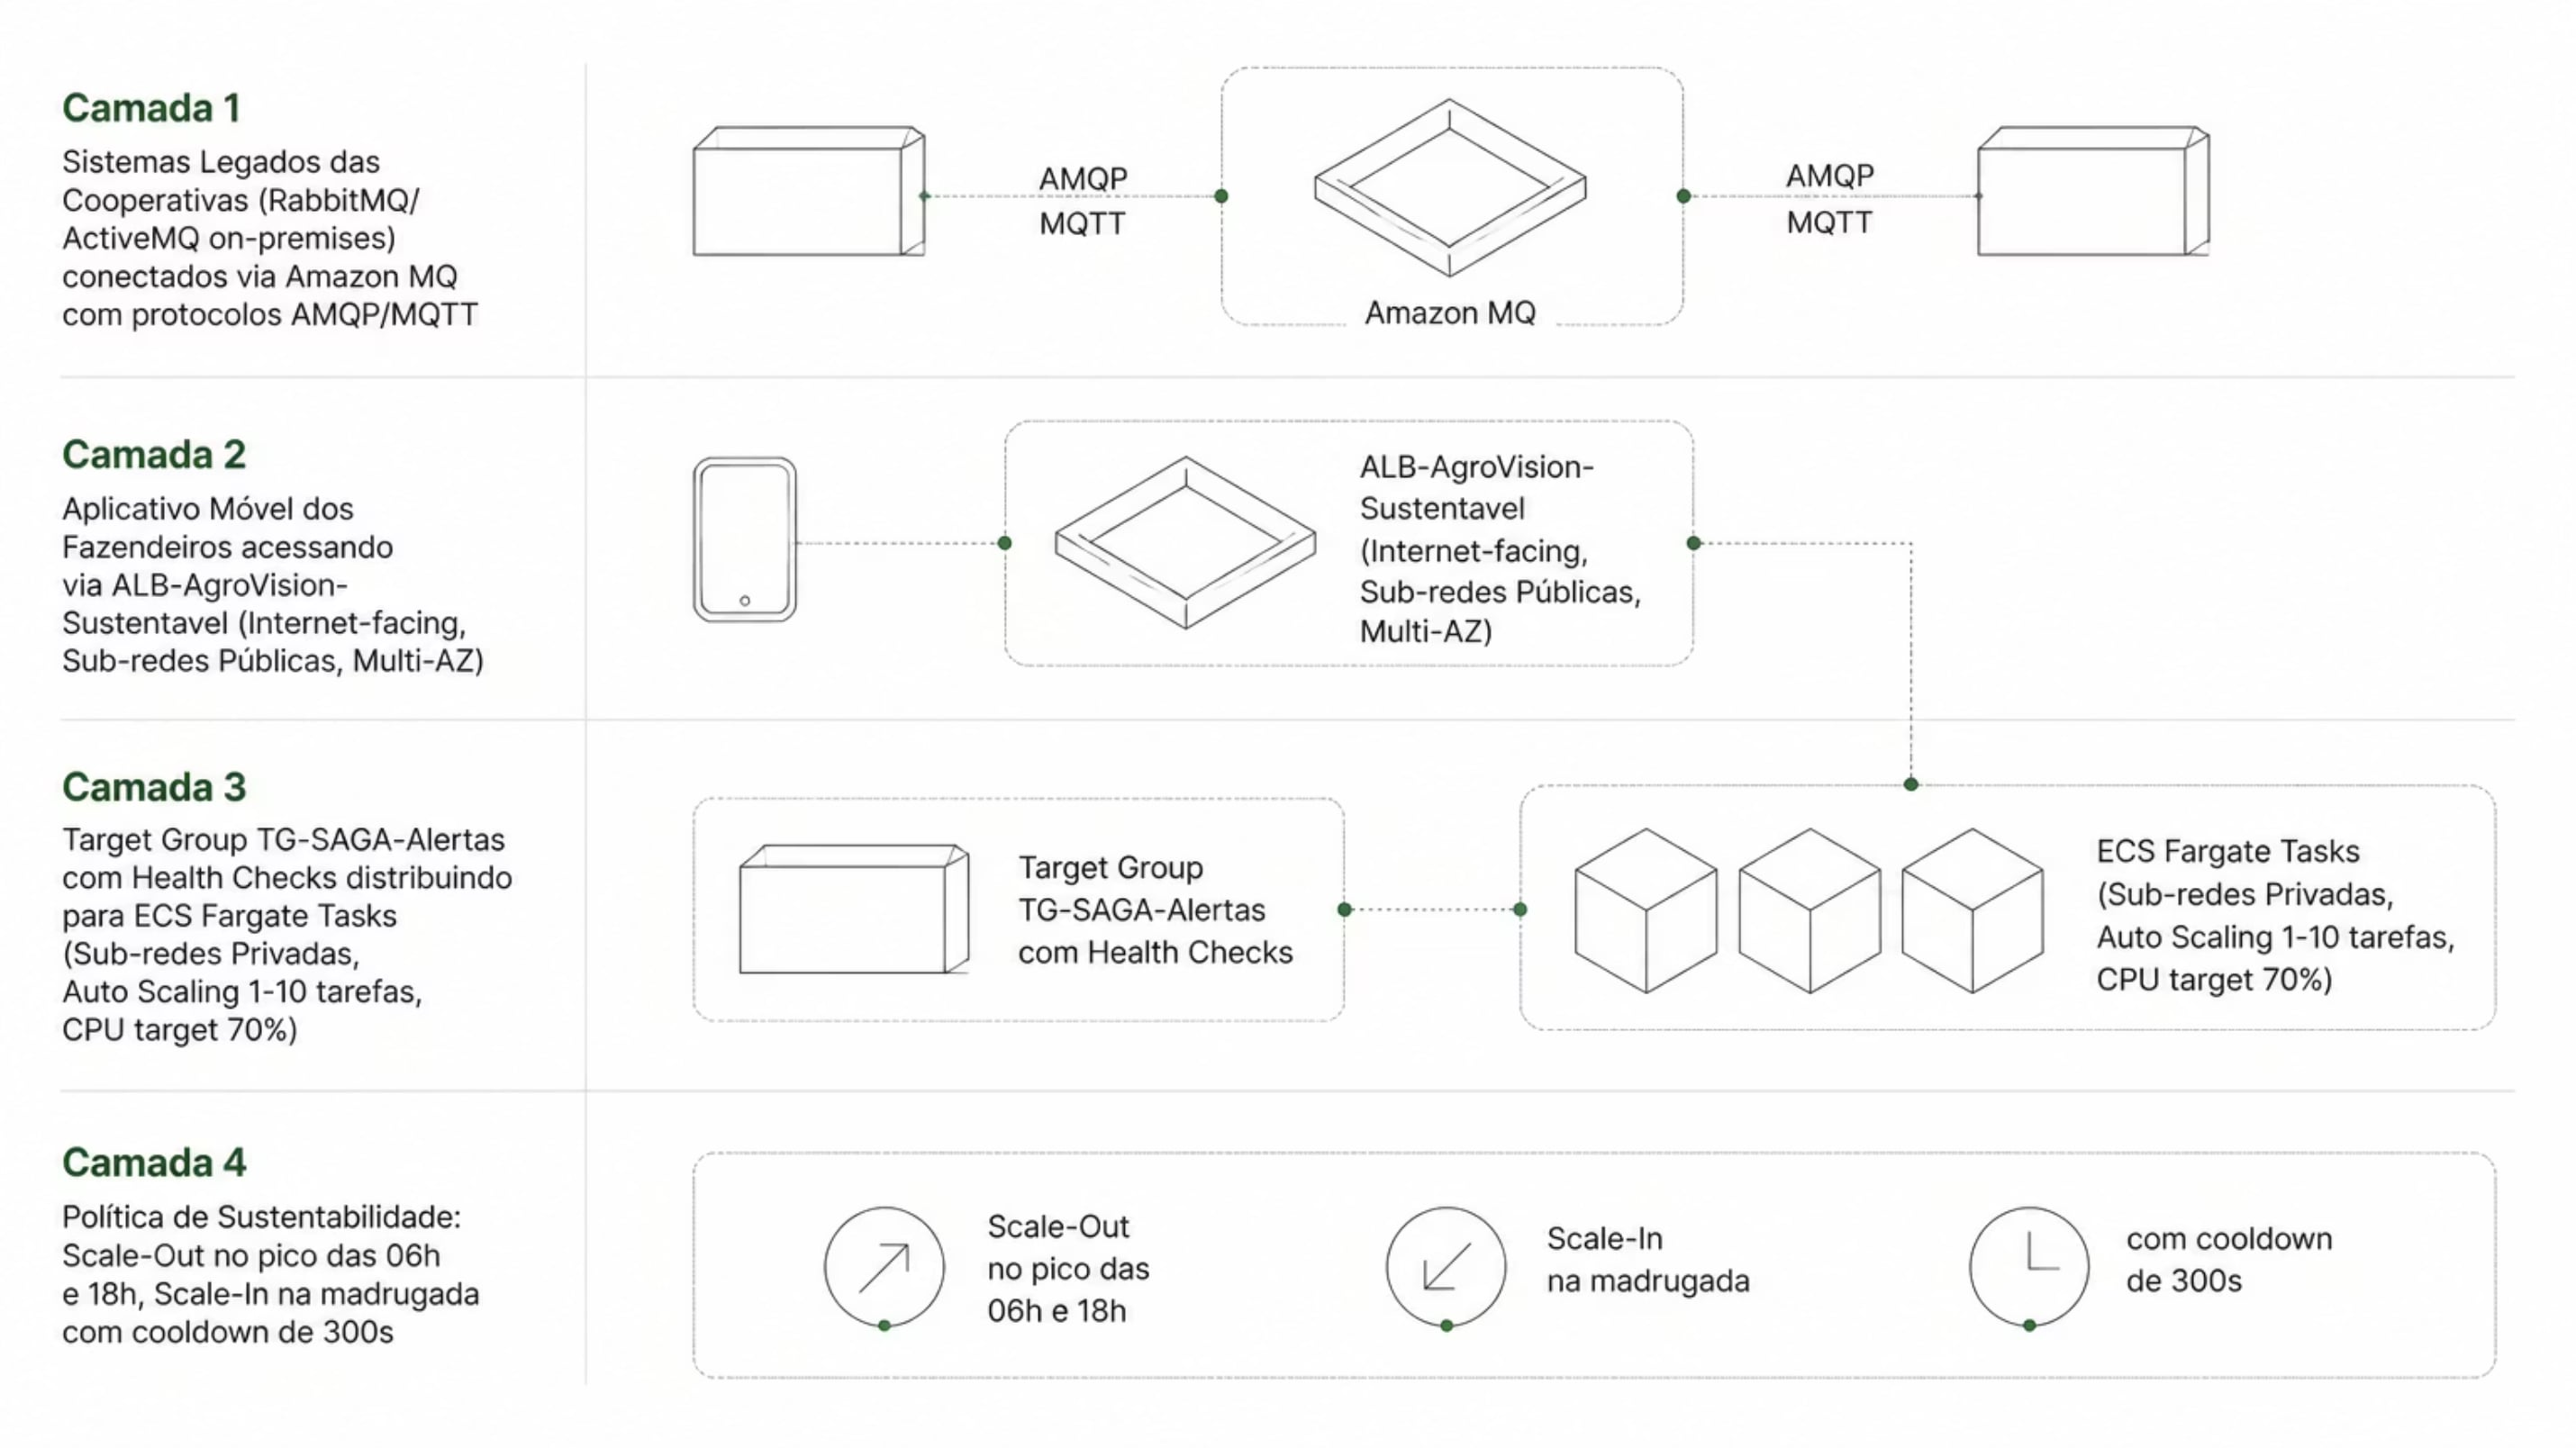 Camada 1
Sistemas Legados das
Cooperativas (RabbitMQ/
ActiveMQ on-premises)
conectados via Amazon MQ
com protocolos AMQP/MQTT
AMQP
MQTT
Amazon MQ
AMQP
MQTT
Camada 2
Aplicativo Móvel dos
Fazendeiros acessando
via ALB-AgroVision-
Sustentavel (Internet-facing,
Sub-redes Públicas, Multi-AZ)
ALB-AgroVision-
Sustentavel
(Internet-facing,
Sub-redes Públicas,
Multi-AZ)
Camada 3
Target Group TG-SAGA-Alertas
com Health Checks distribuindo
para ECS Fargate Tasks
(Sub-redes Privadas,
Auto Scaling 1-10 tarefas,
CPU target 70%)
Target Group
TG-SAGA-Alertas
com Health Checks
ECS Fargate Tasks
(Sub-redes Privadas,
Auto Scaling 1-10 tarefas,
CPU target 70%)
Camada 4
Política de Sustentabilidade:
Scale-Out no pico das 06h
e 18h, Scale-In na madrugada
com cooldown de 300s
Scale-Out
no pico das
06h e 18h
Scale-In
na madrugada
com cooldown
de 300s